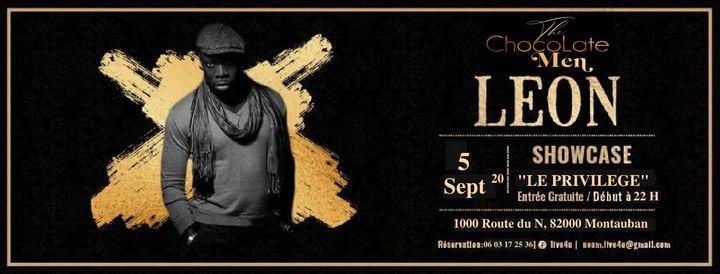 The
ChocoLate
Men
LEON
SHOWCASE
5
Sept 20
"LE PRIVILEGE"
Entrée Gratuite / Début à 22 H
1000 Route du N, 82000 Montauban
Réservation:06 03 17 25 36| live4u | noam.live4u@gmail.com